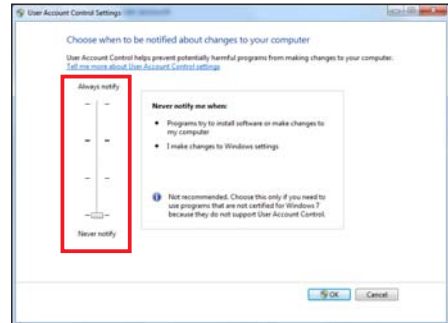 User Account Control Settings
Choose when to be notified about changes to your computer
User Account Control helps prevent potentially harmful programs from making changes to your computer.
Tell me more about User Account Control settings
Always notify
Never notify me when:
• Programs try to install software or make changes to
my computer
• I make changes to Windows settings
Not recommended. Choose this only if you need to
use programs that are not certified for Windows 7
because they do not support User Account Control.
Never notify
OK
Cancel